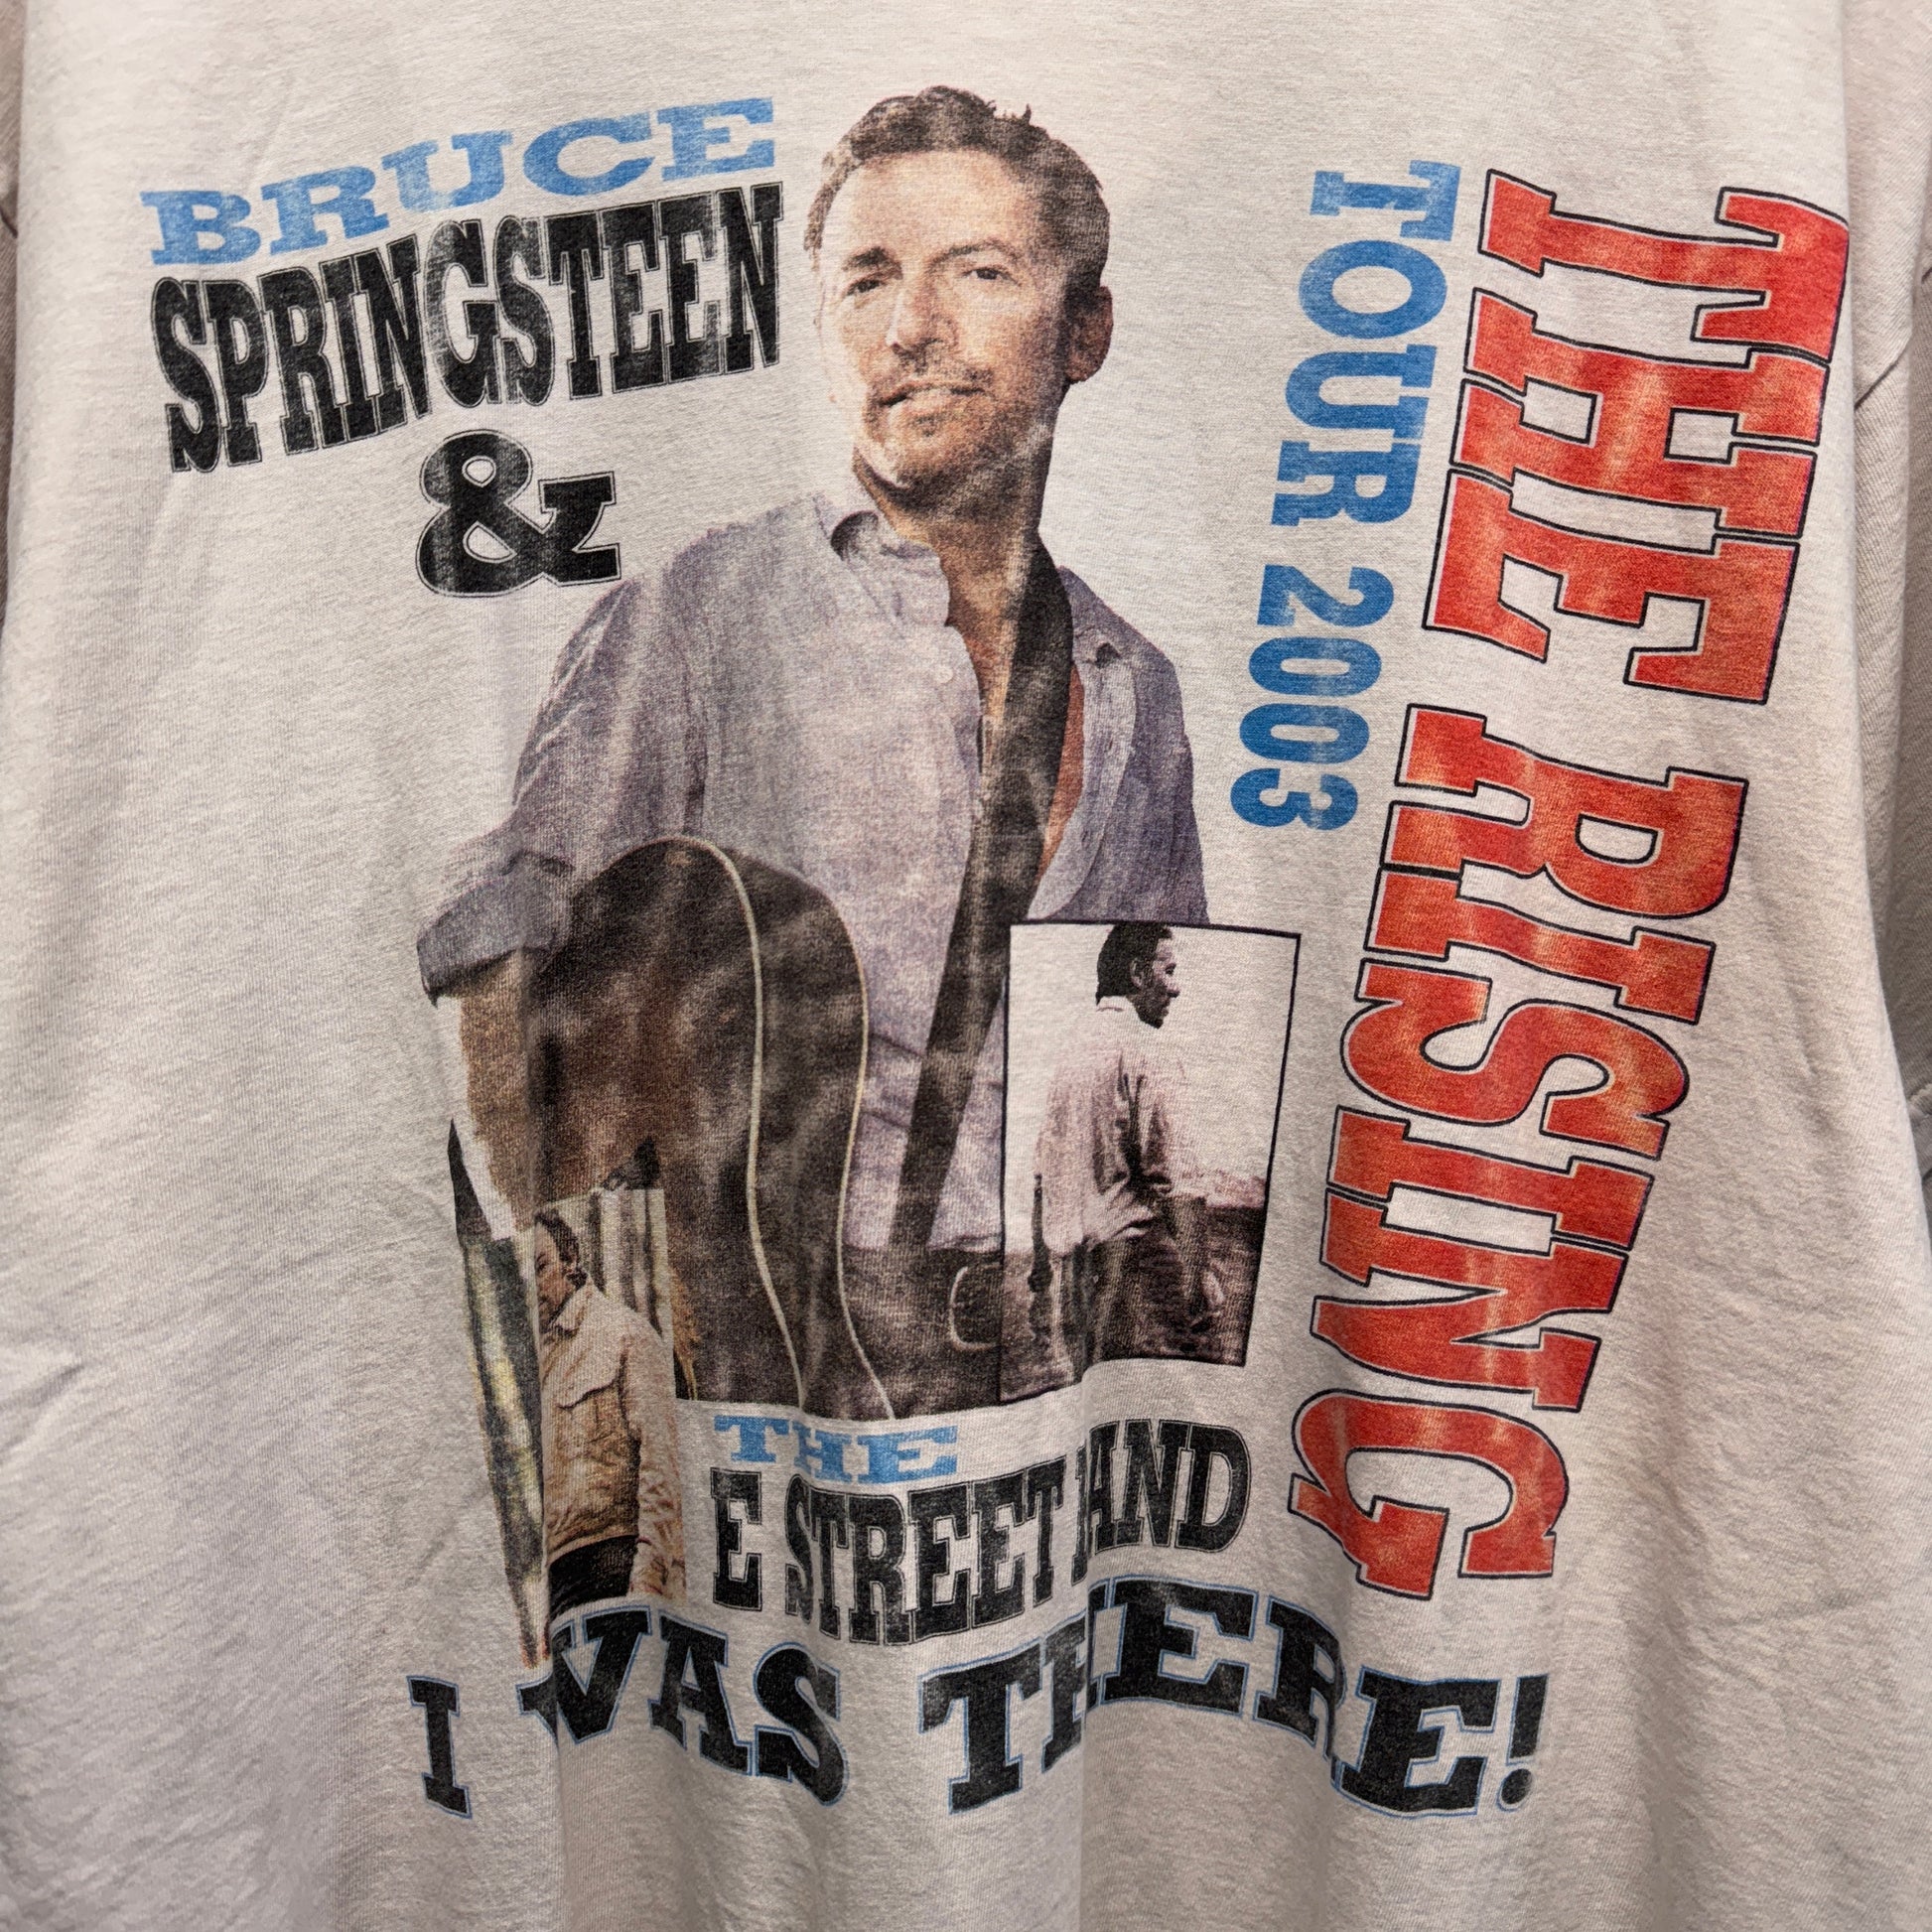 BRUCE
SPRINGSTEEN
&
THE
E STREET BAND
I WAS THERE!
TOUR 2003
THE RISING